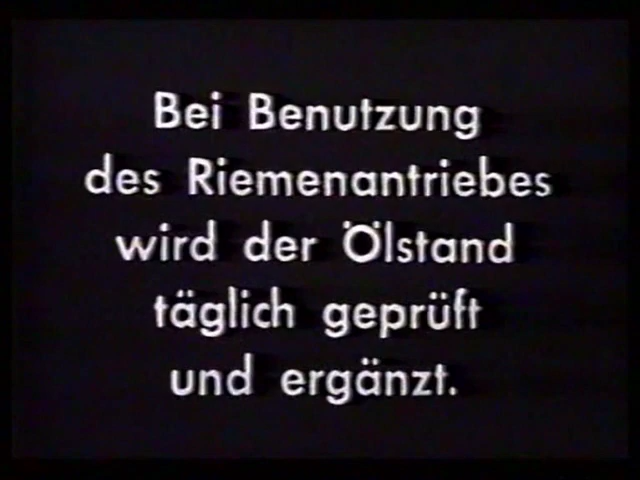 Bei Benutzung
des Riemenantriebes
wird der Ölstand
täglich geprüft
und ergänzt.